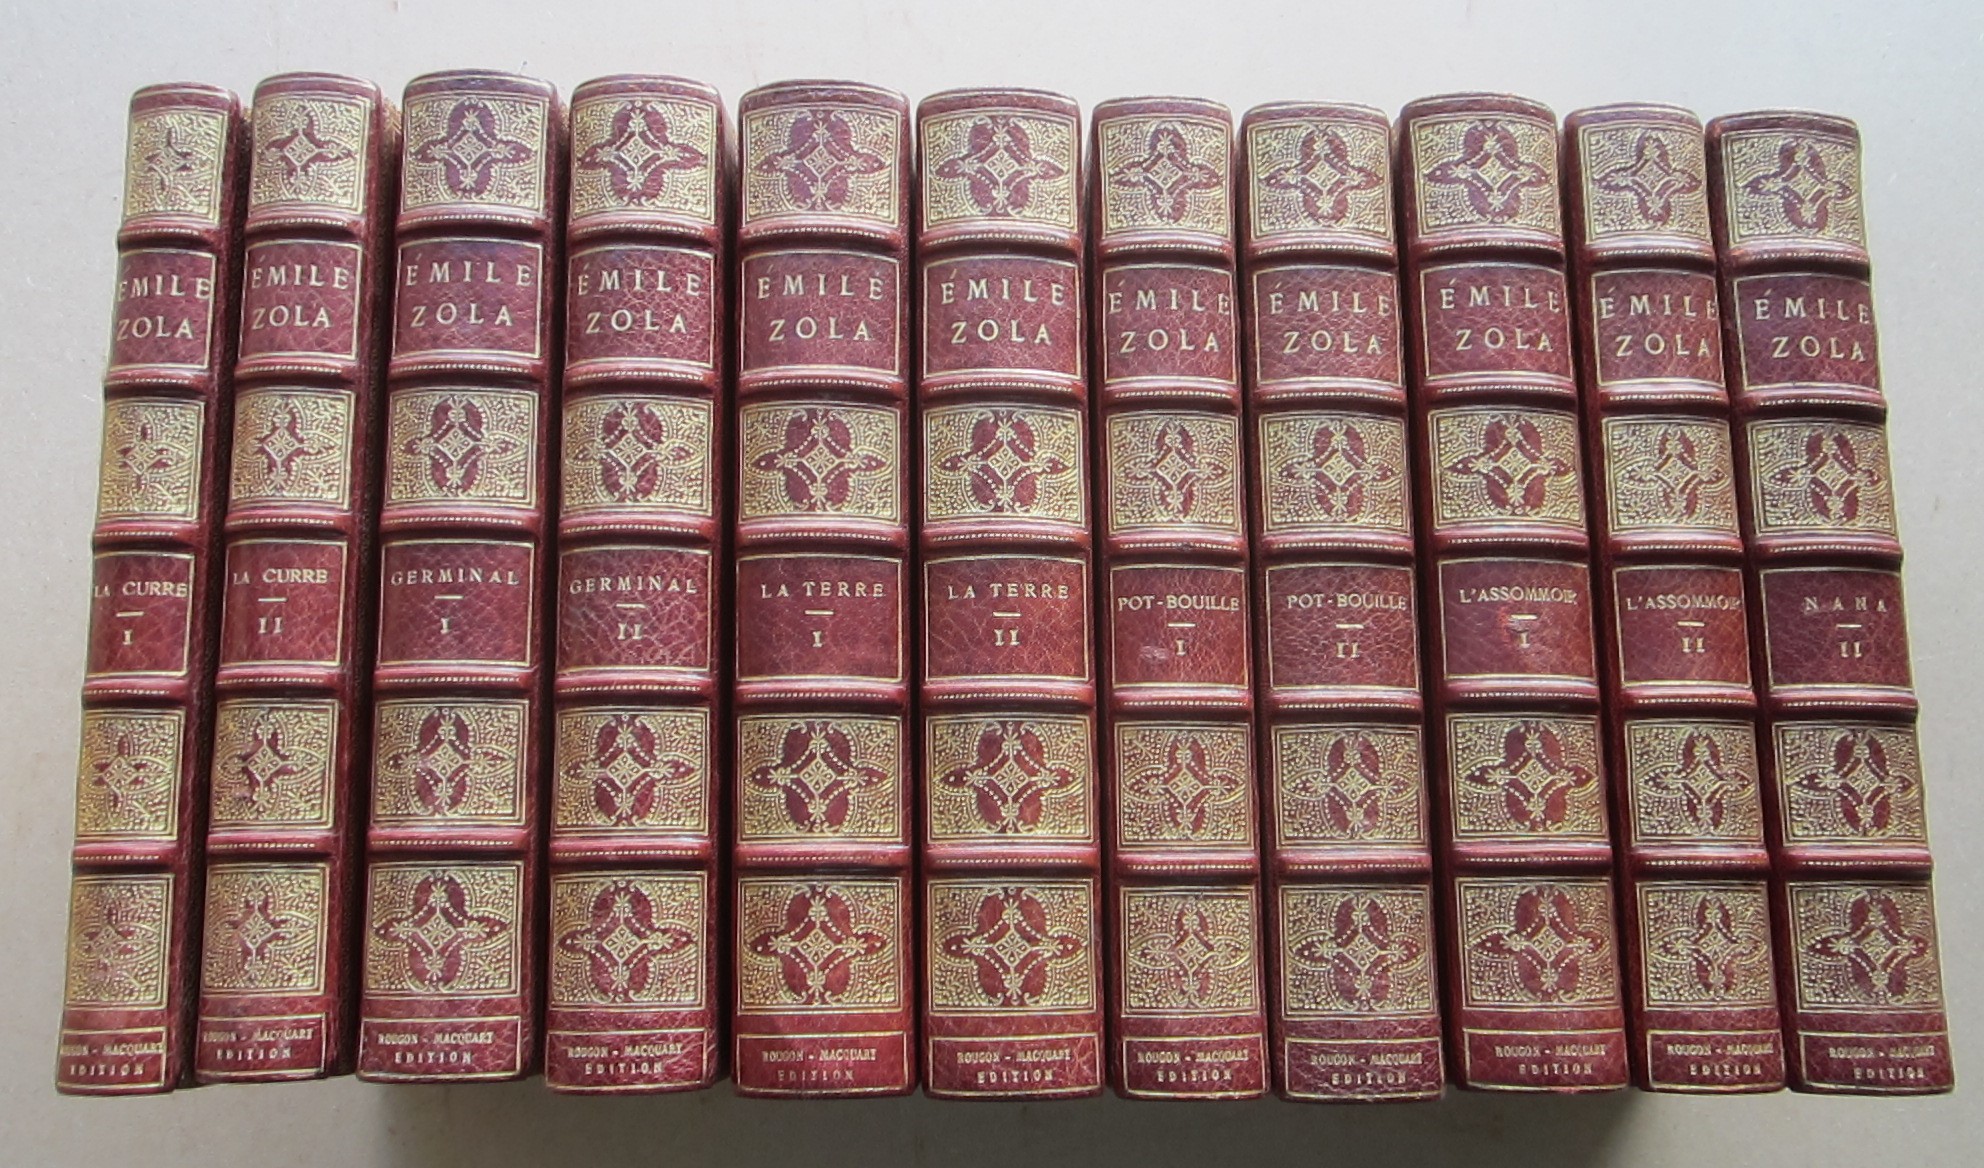 ÉMILE
ZOLA
LA CURRE
I
ROUGON - MACQUART
EDITION
ÉMILE
ZOLA
LA CURRE
II
ROUGON - MACQUART
EDITION
ÉMILE
ZOLA
GERMINAL
I
ROUGON - MACQUART
EDITION
ÉMILE
ZOLA
GERMINAL
II
ROUGON - MACQUART
EDITION
ÉMILE
ZOLA
LA TERRE
I
ROUGON - MACQUART
EDITION
ÉMILE
ZOLA
LA TERRE
II
ROUGON - MACQUART
EDITION
ÉMILE
ZOLA
POT-BOUILLE
I
ROUGON - MACQUART
EDITION
ÉMILE
ZOLA
POT-BOUILLE
II
ROUGON - MACQUART
EDITION
ÉMILE
ZOLA
L'ASSOMMOIR
I
ROUGON - MACQUART
EDITION
ÉMILE
ZOLA
L'ASSOMMOIR
II
ROUGON - MACQUART
EDITION
ÉMILE
ZOLA
NANA
II
ROUGON - MACQUART
EDITION